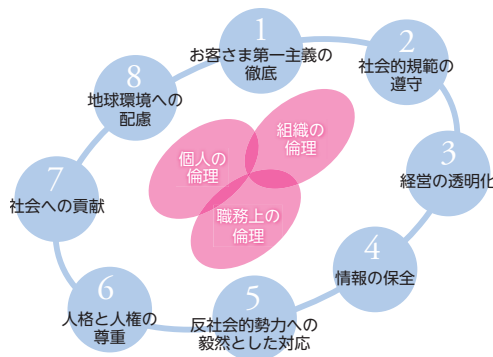 1
お客さま第一主義の
徹底
2
社会的規範の
遵守
3
経営の透明化
4
情報の保全
5
反社会的勢力への
毅然とした対応
6
人格と人権の
尊重
7
社会への貢献
8
地球環境への
配慮
組織の
倫理
個人の
倫理
職務上の
倫理